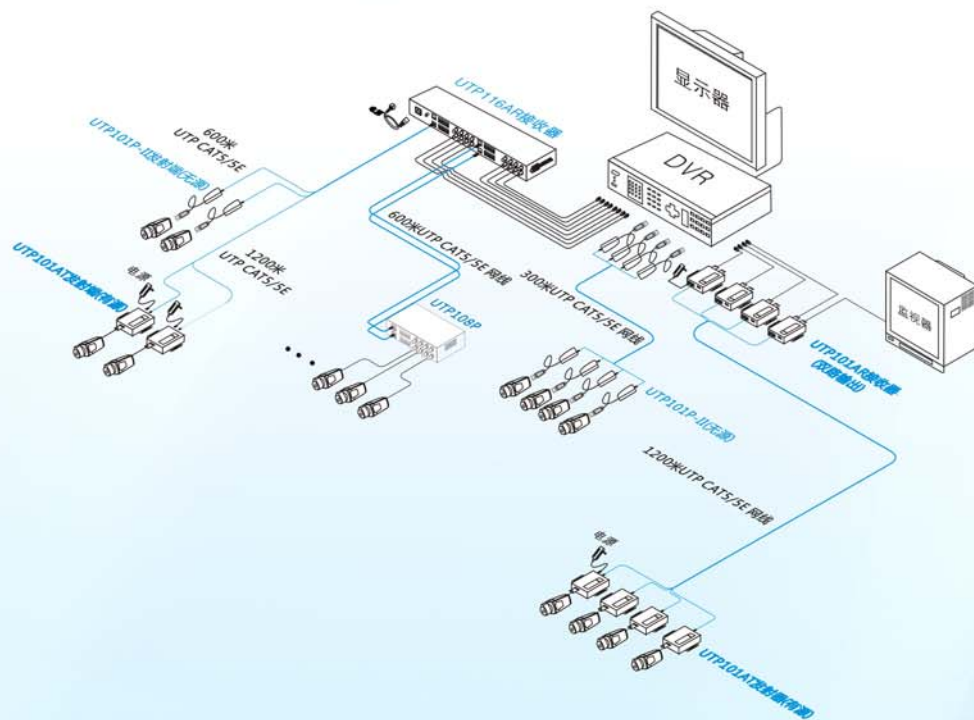 显示器
UTP116AR接收器
DVR
600米
UTP CAT5/5E
UTP101P-II发射端(无源)
1200米
UTP CAT5/5E
电源
UTP101AT发射器(有源)
600米UTP CAT5/5E 网线
UTP108P
300米UTP CAT5/5E 网线
监视器
UTP101AR接收器
(双路输出)
UTP101P-II(无源)
1200米UTP CAT5/5E 网线
电源
UTP101AT发射器(有源)